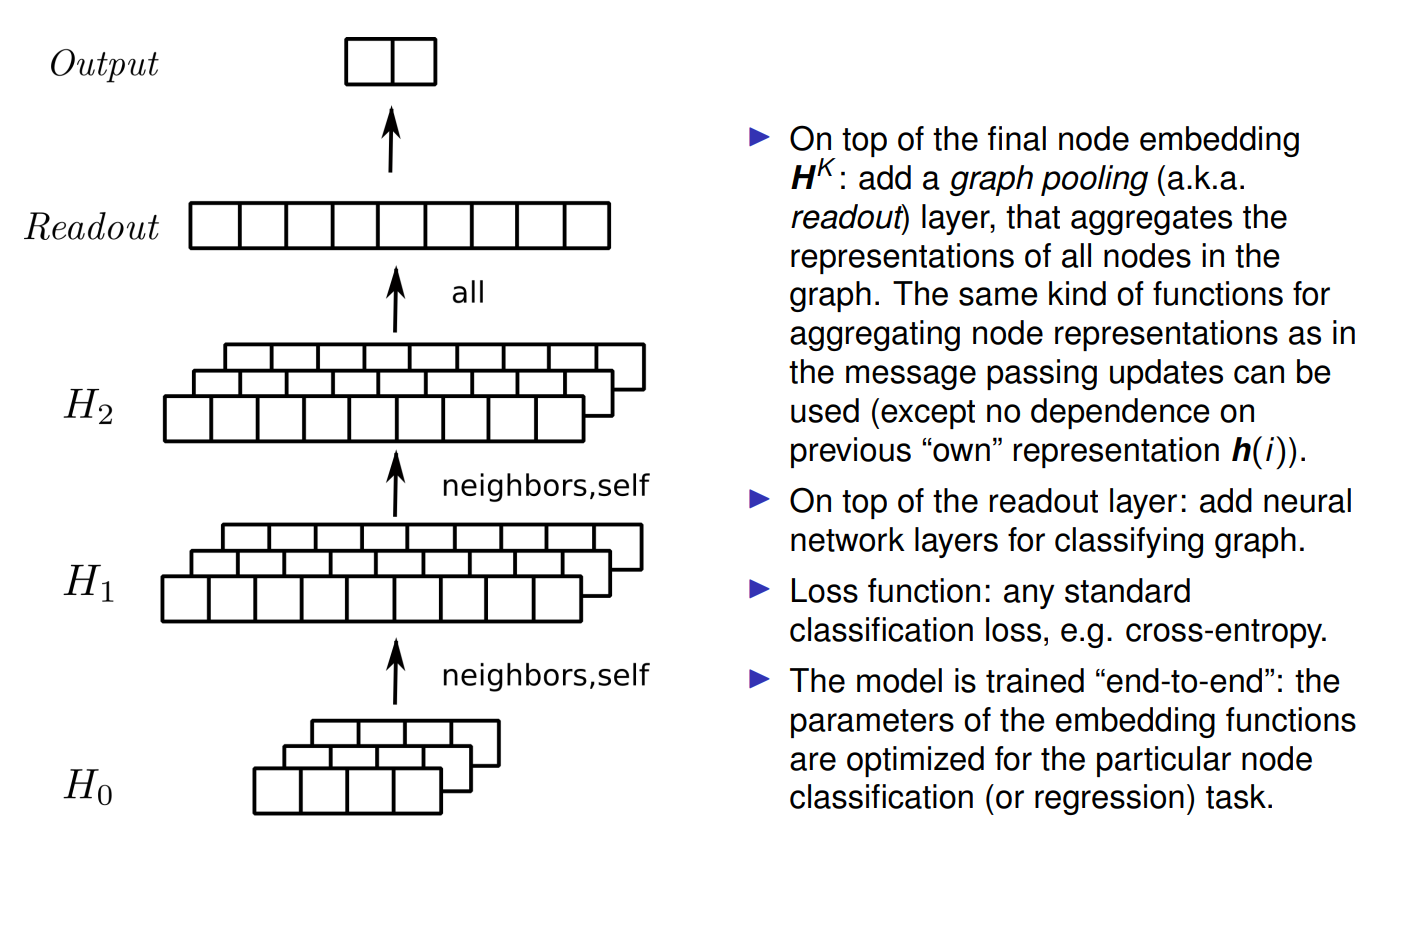 Output
Readout
all
H₂
neighbors,self
H₁
neighbors,self
H₀
▶ On top of the final node embedding
Hᴷ: add a graph pooling (a.k.a.
readout) layer, that aggregates the
representations of all nodes in the
graph. The same kind of functions for
aggregating node representations as in
the message passing updates can be
used (except no dependence on
previous “own” representation h(i)).
▶ On top of the readout layer: add neural
network layers for classifying graph.
▶ Loss function: any standard
classification loss, e.g. cross-entropy.
▶ The model is trained “end-to-end”: the
parameters of the embedding functions
are optimized for the particular node
classification (or regression) task.